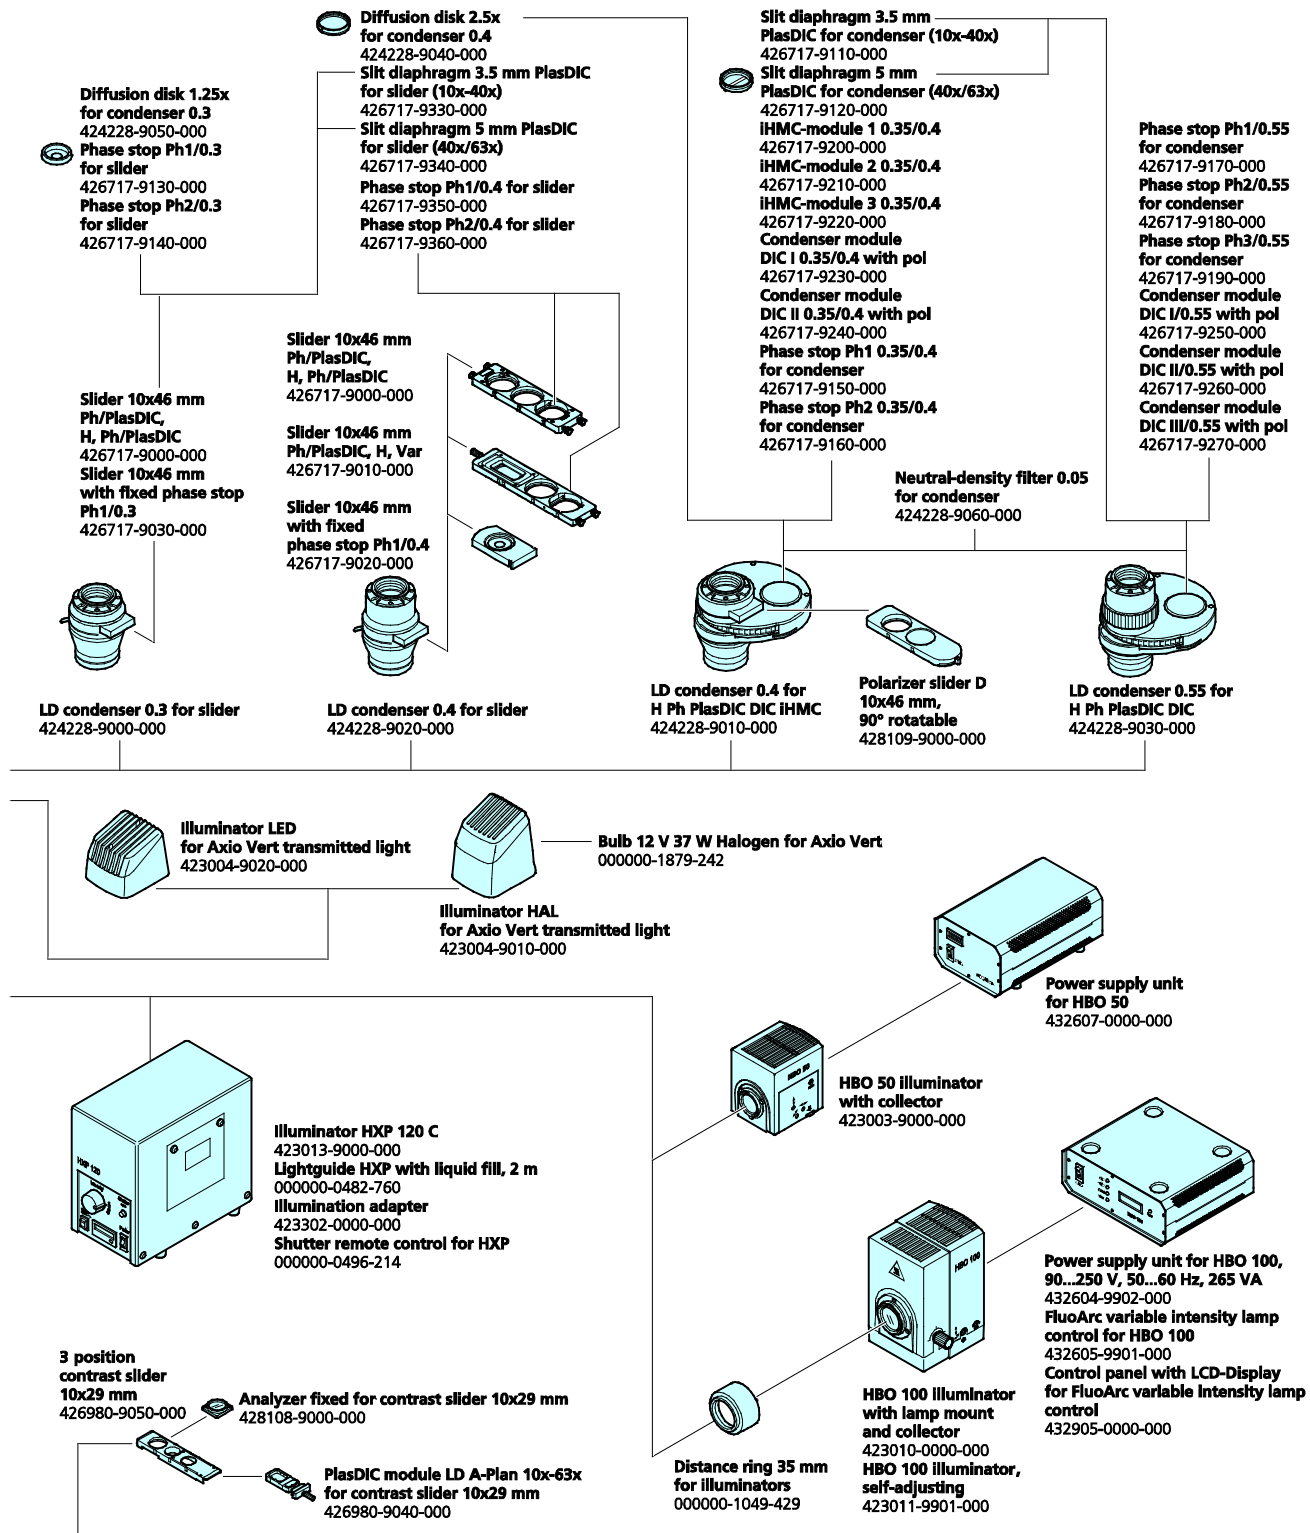 Diffusion disk 2.5x
for condenser 0.4
424228-9040-000
Slit diaphragm 3.5 mm PlasDIC
for slider (10x-40x)
426717-9330-000
Slit diaphragm 5 mm PlasDIC
for slider (40x/63x)
426717-9340-000
Phase stop Ph1/0.4 for slider
426717-9350-000
Phase stop Ph2/0.4 for slider
426717-9360-000
Slit diaphragm 3.5 mm
PlasDIC for condenser (10x-40x)
426717-9110-000
Slit diaphragm 5 mm
PlasDIC for condenser (40x/63x)
426717-9120-000
iHMC-module 1 0.35/0.4
426717-9200-000
iHMC-module 2 0.35/0.4
426717-9210-000
iHMC-module 3 0.35/0.4
426717-9220-000
Condenser module
DIC I 0.35/0.4 with pol
426717-9230-000
Condenser module
DIC II 0.35/0.4 with pol
426717-9240-000
Phase stop Ph1 0.35/0.4
for condenser
426717-9150-000
Phase stop Ph2 0.35/0.4
for condenser
426717-9160-000
Diffusion disk 1.25x
for condenser 0.3
424228-9050-000
Phase stop Ph1/0.3
for slider
426717-9130-000
Phase stop Ph2/0.3
for slider
426717-9140-000
Phase stop Ph1/0.55
for condenser
426717-9170-000
Phase stop Ph2/0.55
for condenser
426717-9180-000
Phase stop Ph3/0.55
for condenser
426717-9190-000
Condenser module
DIC I/0.55 with pol
426717-9250-000
Condenser module
DIC II/0.55 with pol
426717-9260-000
Condenser module
DIC III/0.55 with pol
426717-9270-000
Slider 10x46 mm
Ph/PlasDIC,
H, Ph/PlasDIC
426717-9000-000
Slider 10x46 mm
Ph/PlasDIC, H, Var
426717-9010-000
Slider 10x46 mm
with fixed
phase stop Ph1/0.4
426717-9020-000
Slider 10x46 mm
Ph/PlasDIC,
H, Ph/PlasDIC
426717-9000-000
Slider 10x46 mm
with fixed phase stop
Ph1/0.3
426717-9030-000
Neutral-density filter 0.05
for condenser
424228-9060-000
LD condenser 0.3 for slider
424228-9000-000
LD condenser 0.4 for slider
424228-9020-000
LD condenser 0.4 for
H Ph PlasDIC DIC iHMC
424228-9010-000
Polarizer slider D
10x46 mm,
90° rotatable
428109-9000-000
LD condenser 0.55 for
H Ph PlasDIC DIC
424228-9030-000
Illuminator LED
for Axio Vert transmitted light
423004-9020-000
Bulb 12 V 37 W Halogen for Axio Vert
000000-1879-242
Illuminator HAL
for Axio Vert transmitted light
423004-9010-000
Power supply unit
for HBO 50
432607-0000-000
HBO 50
HBO 50 illuminator
with collector
423003-9000-000
HXP 120
Illuminator HXP 120 C
423013-9000-000
Lightguide HXP with liquid fill, 2 m
000000-0482-760
Illumination adapter
423302-0000-000
Shutter remote control for HXP
000000-0496-214
HBO 100
Power supply unit for HBO 100,
90...250 V, 50...60 Hz, 265 VA
432604-9902-000
FluoArc variable intensity lamp
control for HBO 100
432605-9901-000
Control panel with LCD-Display
for FluoArc variable intensity lamp
control
432905-0000-000
3 position
contrast slider
10x29 mm
426980-9050-000
Analyzer fixed for contrast slider 10x29 mm
428108-9000-000
PlasDIC module LD A-Plan 10x-63x
for contrast slider 10x29 mm
426980-9040-000
Distance ring 35 mm
for illuminators
000000-1049-429
HBO 100 illuminator
with lamp mount
and collector
423010-0000-000
HBO 100 illuminator,
self-adjusting
423011-9901-000